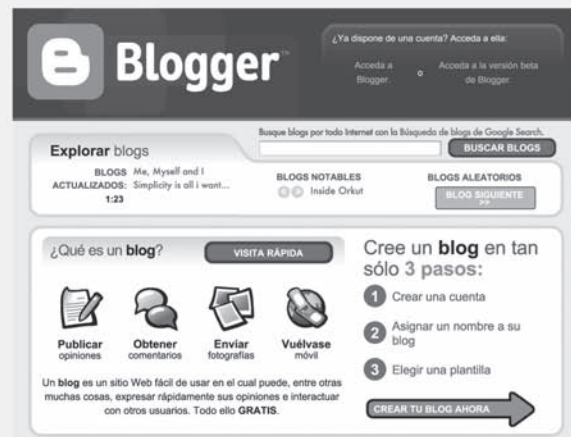 Blogger™
¿Ya dispone de una cuenta? Acceda a ella:
Acceda a
Blogger.
o
Acceda a la versión beta
de Blogger.
Busque blogs por todo Internet con la Búsqueda de blogs de Google Search.
Explorar blogs
BUSCAR BLOGS
BLOGS
ACTUALIZADOS:
1:23
Me, Myself and I
Simplicity is all i want...
BLOGS NOTABLES
Inside Orkut
BLOGS ALEATORIOS
BLOG SIGUIENTE
>>
¿Qué es un blog?
VISITA RÁPIDA
Publicar
opiniones
Obtener
comentarios
Enviar
fotografías
Vuélvase
móvil
Un blog es un sitio Web fácil de usar en el cual puede, entre otras
muchas cosas, expresar rápidamente sus opiniones e interactuar
con otros usuarios. Todo ello GRATIS.
Cree un blog en tan
sólo 3 pasos:
1 Crear una cuenta
2 Asignar un nombre a su
blog
3 Elegir una plantilla
CREAR TU BLOG AHORA